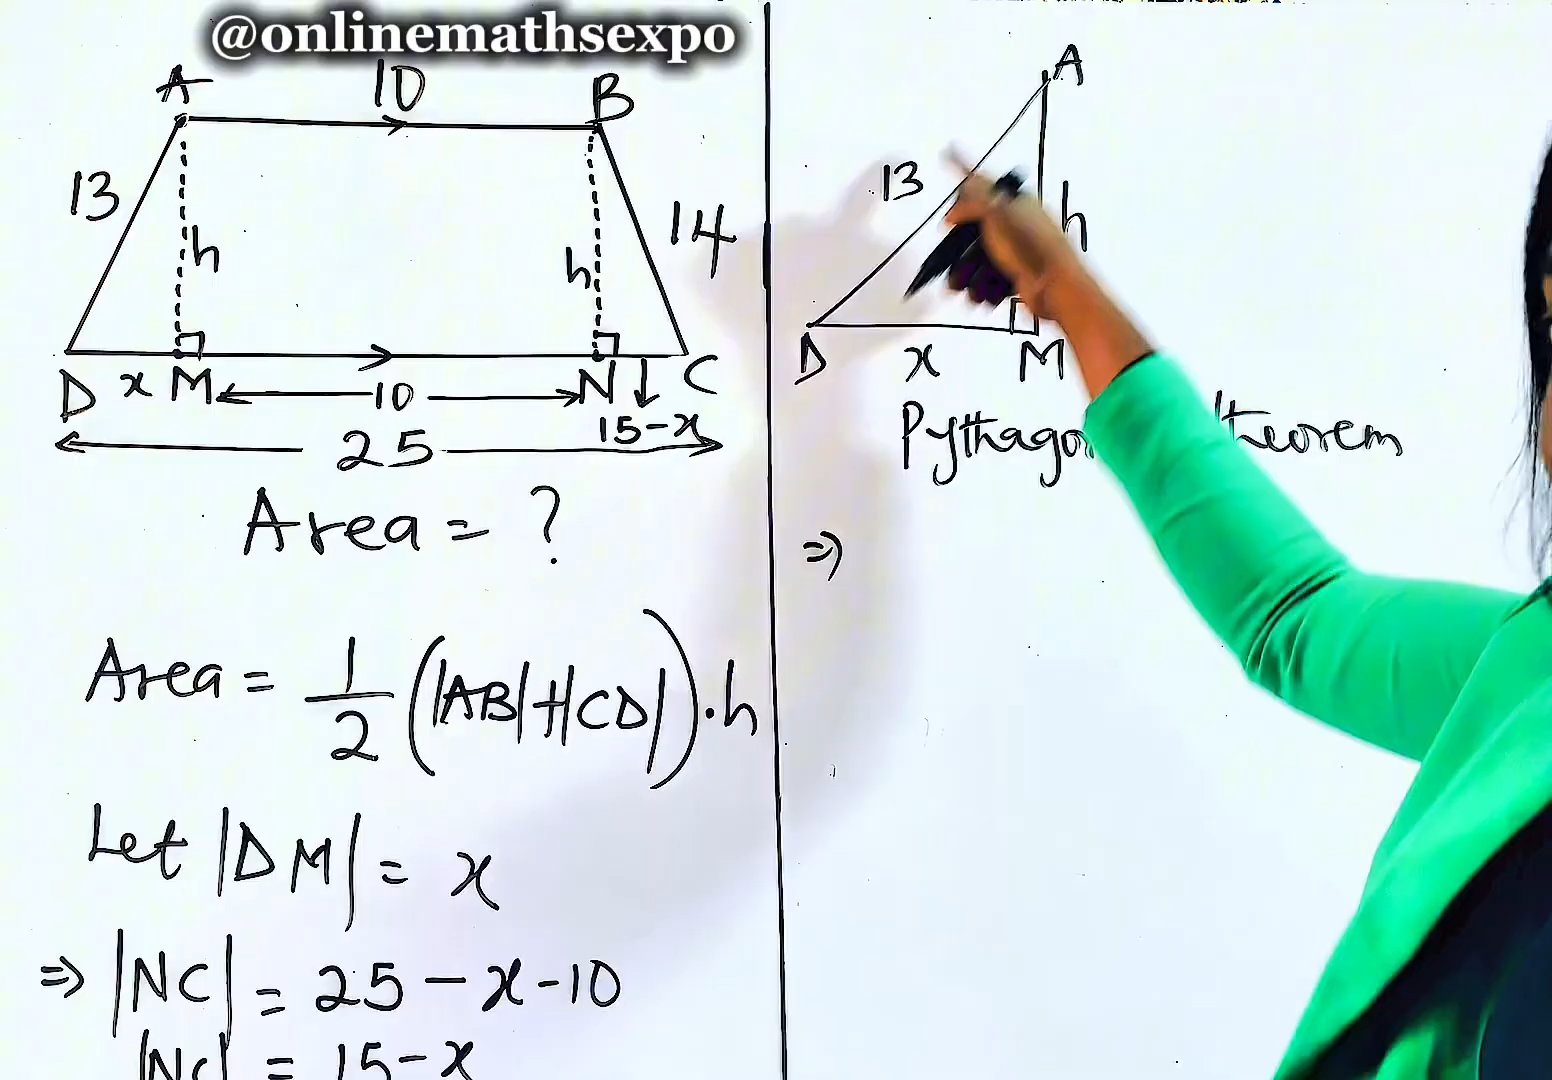 @onlinemathsexpo
A 10 B
13 h h 14
D x M 10 N C
15-x
25
Area = ?
Area = 1/2 (|AB|+|CD|)·h
Let |DM| = x
⇒ |NC| = 25 - x - 10
|NC| = 15 - x
A
13 h
D x M
theorem
⇒